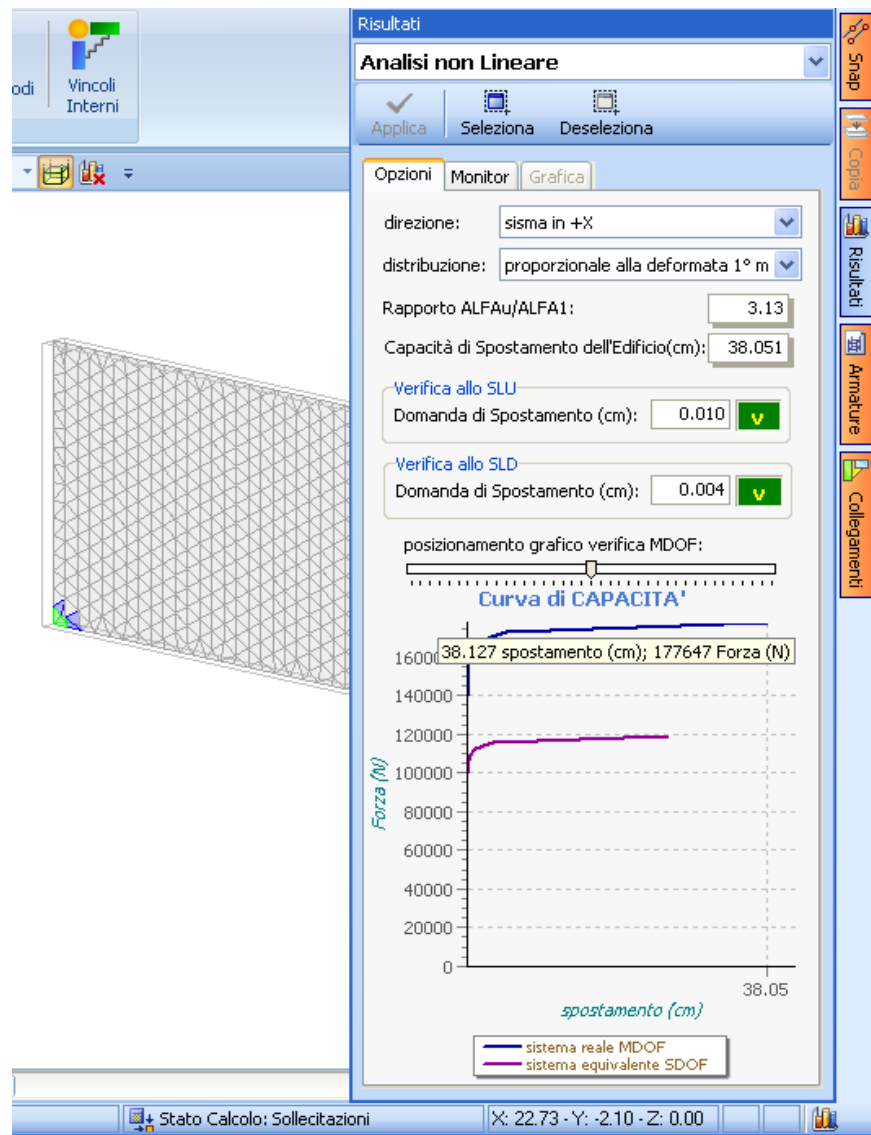 Risultati
Analisi non Lineare
odi
Vincoli
Interni
Applica Seleziona Deseleziona
Opzioni Monitor Grafica
direzione: sisma in +X
distribuzione: proporzionale alla deformata 1° m
Rapporto ALFAu/ALFA1: 3.13
Capacità di Spostamento dell'Edificio(cm): 38.051
Verifica allo SLU
Domanda di Spostamento (cm): 0.010 v
Verifica allo SLD
Domanda di Spostamento (cm): 0.004 v
posizionamento grafico verifica MDOF:
Curva di CAPACITA'
38.127 spostamento (cm); 177647 Forza (N)
1600
140000
120000
100000
80000
60000
40000
20000
0
Forza (N)
38.05
spostamento (cm)
sistema reale MDOF
sistema equivalente SDOF
Snap
Copia
Risultati
Armature
Collegamenti
Stato Calcolo: Sollecitazioni X: 22.73 - Y: -2.10 - Z: 0.00